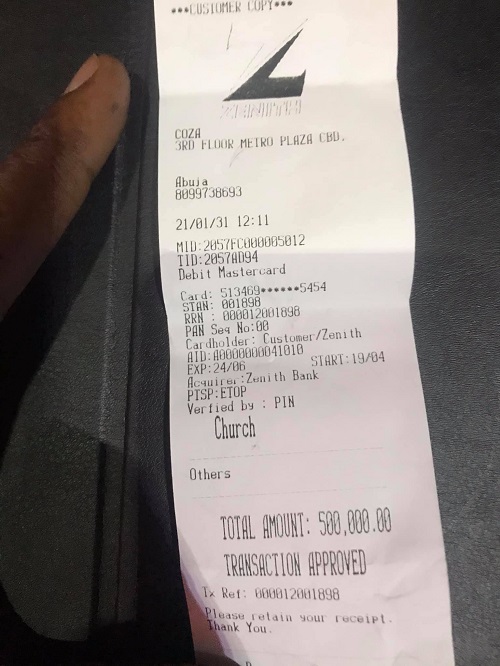 ***CUSTOMER COPY***
ZENITH
COZA
3RD FLOOR METRO PLAZA CBD.
Abuja
8099738693
21/01/31 12:11
MID:2057FC000005012
TID:2057AD94
Debit Mastercard
Card: 513469******5454
STAN: 001898
RRN : 000012001898
PAN Seq No:00
Cardholder: Customer/Zenith
AID:A0000000041010
EXP:24/06 START:19/04
Acquirer:Zenith Bank
PTSP:ETOP
Verfied by : PIN
Church
Others
TOTAL AMOUNT: 500,000.00
TRANSACTION APPROVED
Tx Ref: 000012001898
Please retain your receipt.
Thank You.